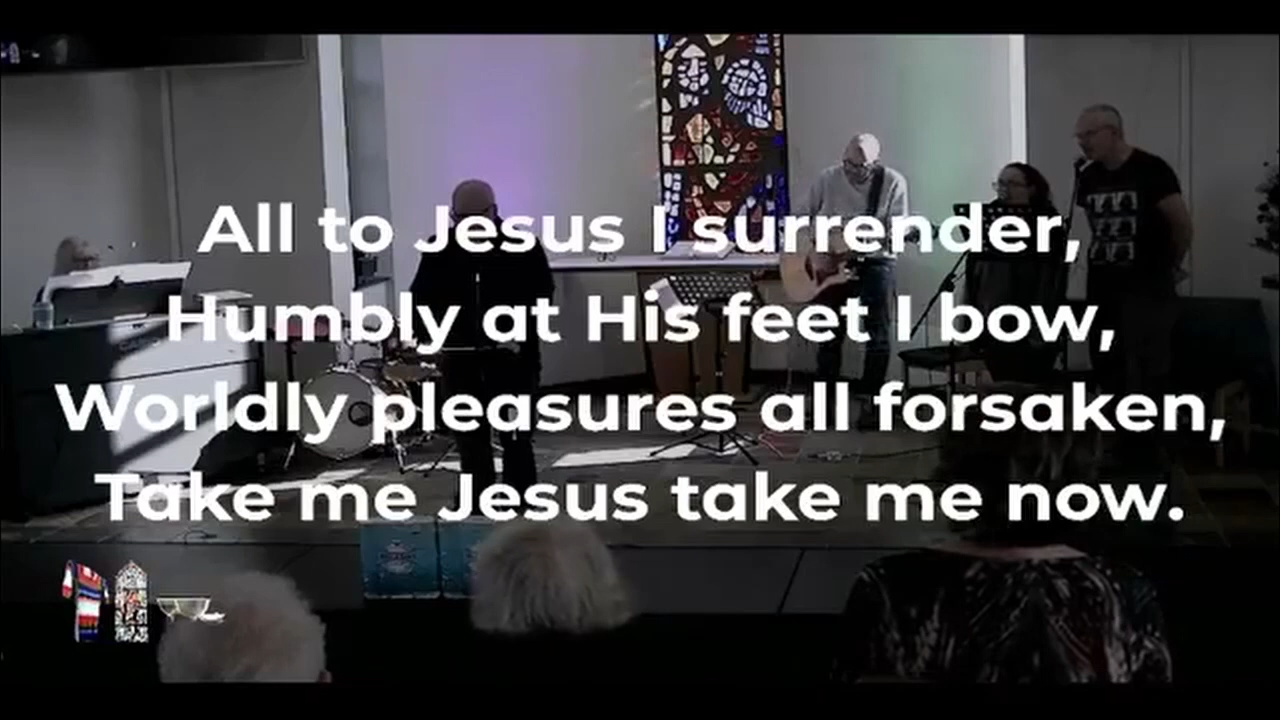 All to Jesus I surrender,
Humbly at His feet I bow,
Worldly pleasures all forsaken,
Take me Jesus take me now.